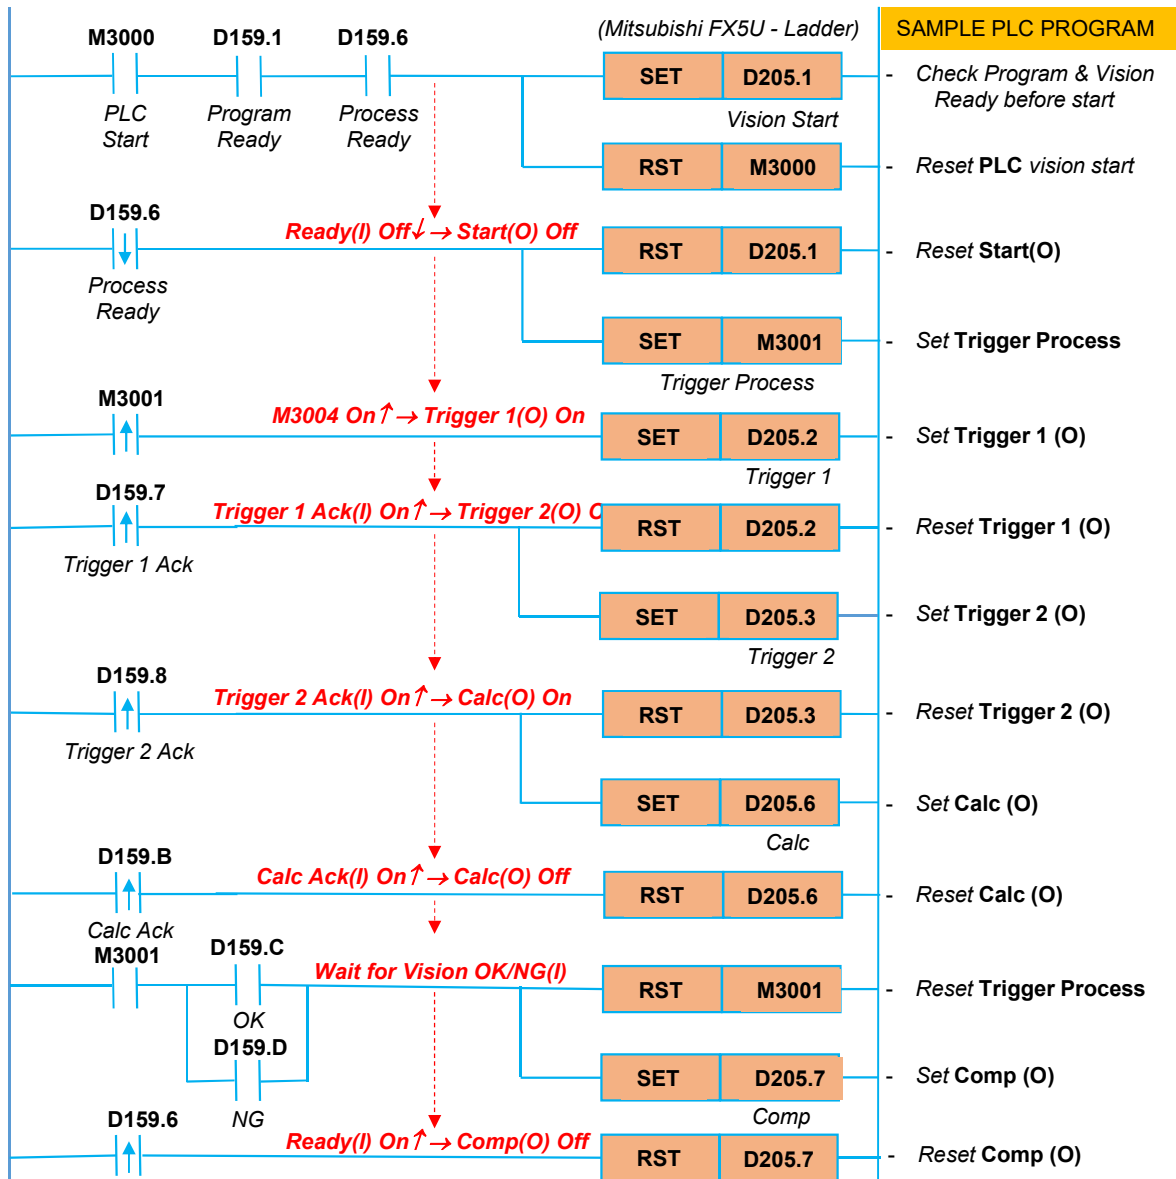 (Mitsubishi FX5U - Ladder)
SAMPLE PLC PROGRAM
M3000 D159.1 D159.6
SET D205.1
- Check Program & Vision
Ready before start
PLC
Start
Program
Ready
Process
Ready
Vision Start
RST M3000
- Reset PLC vision start
D159.6
Ready(I) Off↓ → Start(O) Off
RST D205.1
- Reset Start(O)
Process
Ready
SET M3001
- Set Trigger Process
Trigger Process
M3001
M3004 On↑ → Trigger 1(O) On
SET D205.2
- Set Trigger 1 (O)
Trigger 1
D159.7
Trigger 1 Ack(I) On↑ → Trigger 2(O)
RST D205.2
- Reset Trigger 1 (O)
Trigger 1 Ack
SET D205.3
- Set Trigger 2 (O)
Trigger 2
D159.8
Trigger 2 Ack(I) On↑ → Calc(O) On
RST D205.3
- Reset Trigger 2 (O)
Trigger 2 Ack
SET D205.6
- Set Calc (O)
Calc
D159.B
Calc Ack(I) On↑ → Calc(O) Off
RST D205.6
- Reset Calc (O)
Calc Ack
M3001
D159.C
Wait for Vision OK/NG(I)
RST M3001
- Reset Trigger Process
OK
D159.D
SET D205.7
- Set Comp (O)
NG
Comp
D159.6
Ready(I) On↑ → Comp(O) Off
RST D205.7
- Reset Comp (O)